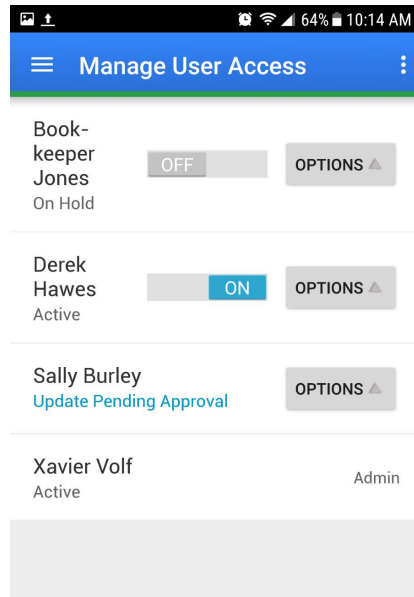 64% 10:14 AM
Manage User Access
Book-
keeper
Jones
On Hold
OFF
OPTIONS
Derek
Hawes
Active
ON
OPTIONS
Sally Burley
Update Pending Approval
OPTIONS
Xavier Volf
Active
Admin